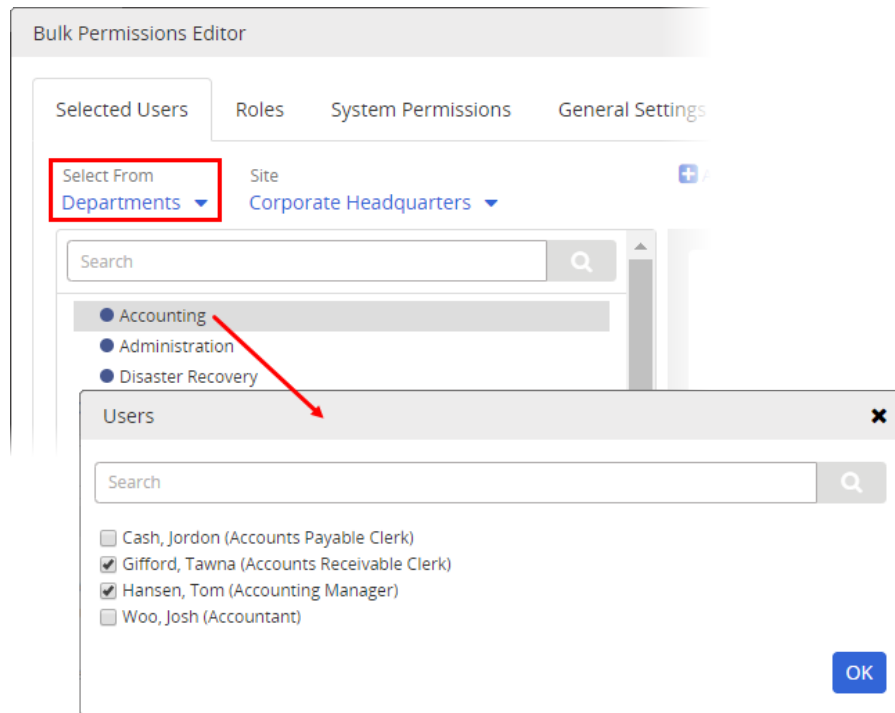 Bulk Permissions Editor
Selected Users Roles System Permissions General Settings
Select From Site
Departments Corporate Headquarters
Search
Accounting
Administration
Disaster Recovery
Users
Search
Cash, Jordon (Accounts Payable Clerk)
Gifford, Tawna (Accounts Receivable Clerk)
Hansen, Tom (Accounting Manager)
Woo, Josh (Accountant)
OK